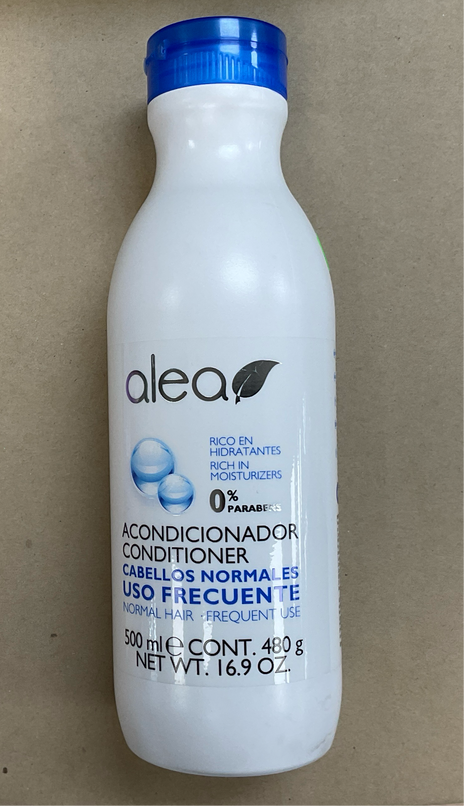 alea
RICO EN
HIDRATANTES
RICH IN
MOISTURIZERS
0%
PARABENS
ACONDICIONADOR
CONDITIONER
CABELLOS NORMALES
USO FRECUENTE
NORMAL HAIR - FREQUENT USE
500 ml ℮ CONT. 480 g
NET WT. 16.9 OZ.